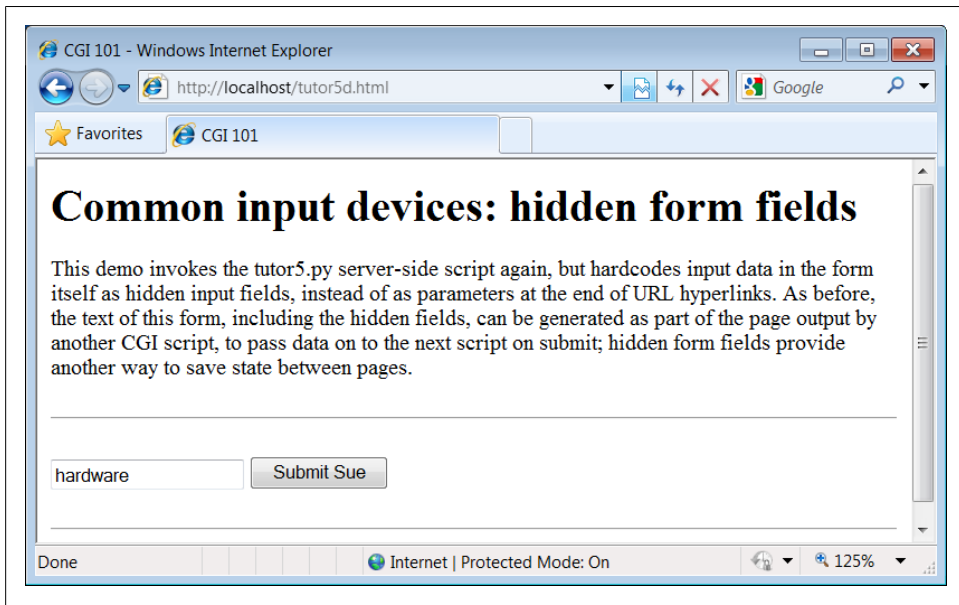 CGI 101 - Windows Internet Explorer
http://localhost/tutor5d.html
Google
Favorites
CGI 101
Common input devices: hidden form fields
This demo invokes the tutor5.py server-side script again, but hardcodes input data in the form
itself as hidden input fields, instead of as parameters at the end of URL hyperlinks. As before,
the text of this form, including the hidden fields, can be generated as part of the page output by
another CGI script, to pass data on to the next script on submit; hidden form fields provide
another way to save state between pages.
hardware
Submit Sue
Done
Internet | Protected Mode: On
125%